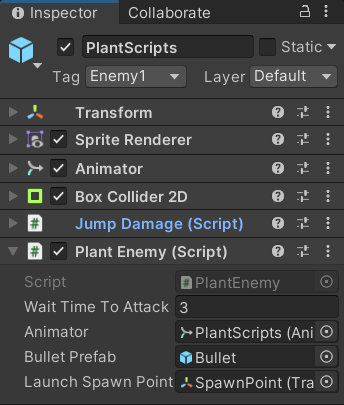 Inspector
Collaborate
PlantScripts
Static
Tag Enemy1 Layer Default
Transform
Sprite Renderer
Animator
Box Collider 2D
# Jump Damage (Script)
# Plant Enemy (Script)
Script # PlantEnemy
Wait Time To Attack 3
Animator PlantScripts (Ani
Bullet Prefab Bullet
Launch Spawn Point SpawnPoint (Tra